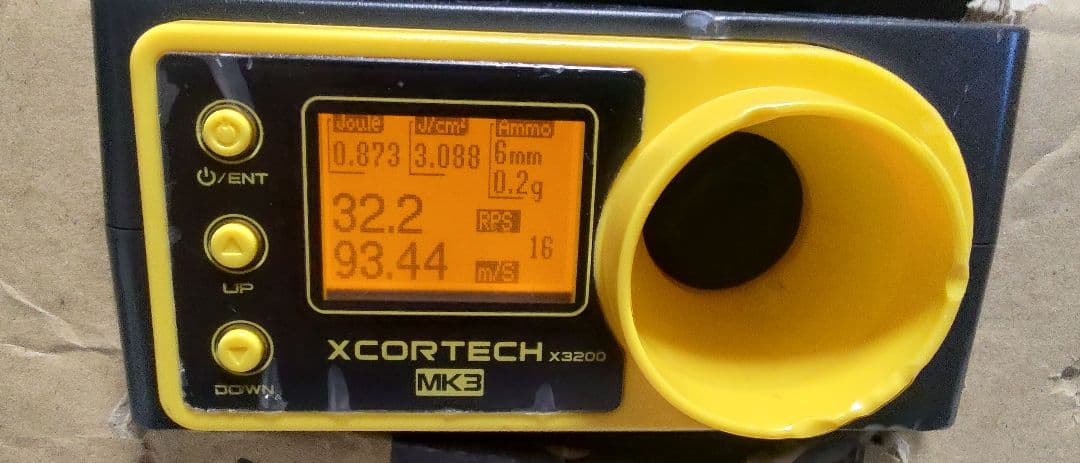 Joule J/cm² Ammo
0.873 3.088 6mm
0.2g
32.2 RPS
16
93.44 m/s
⏻/ENT
UP
DOWN
XCORTECH X3200
MK3